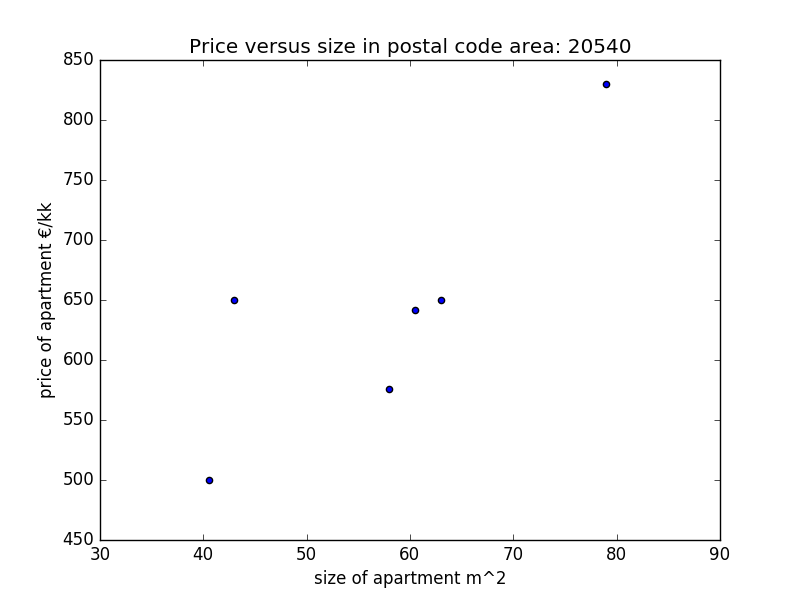 Price versus size in postal code area: 20540
850
800
750
700
650
600
550
500
450
price of apartment €/kk
30 40 50 60 70 80 90
size of apartment m^2